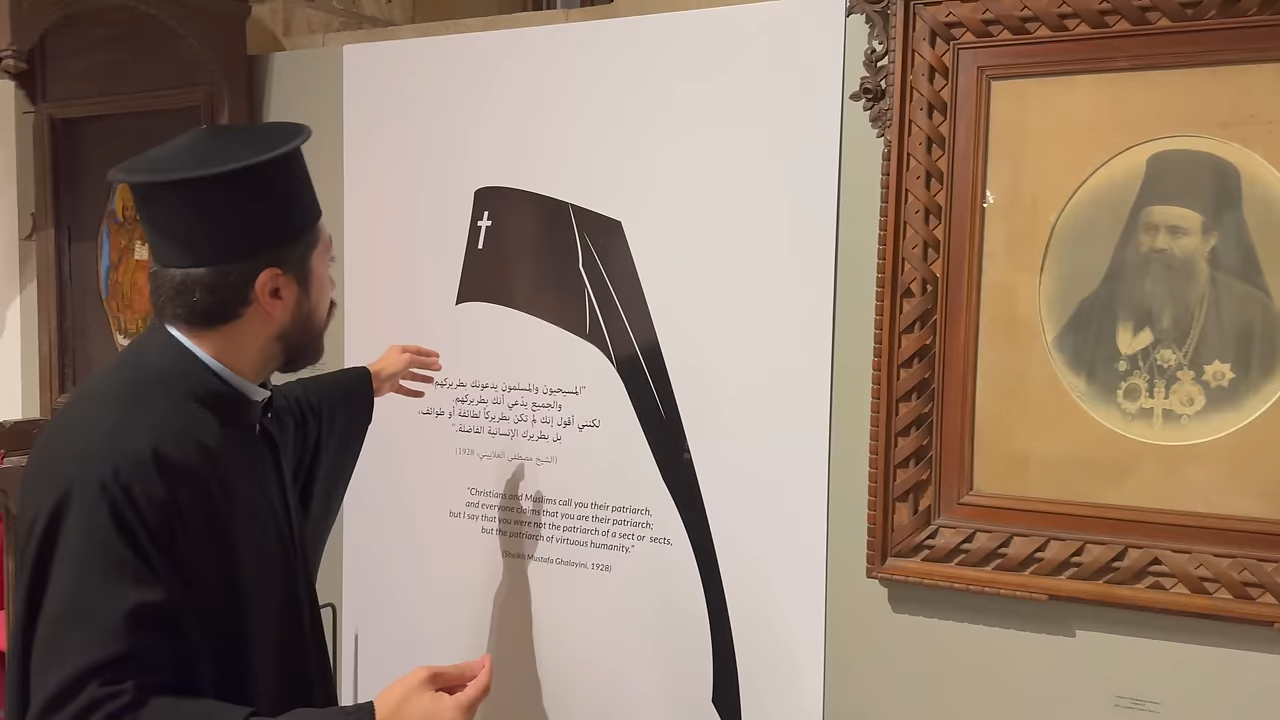 "المسيحيون والمسلمون يدعونك بطريركهم
والجميع يدّعي أنك بطريركهم.
لكنني أقول إنك لم تكن بطريركاً لطائفة أو طوائف،
بل بطريرك الإنسانية الفاضلة."
(الشيخ مصطفى الغلاييني، 1928)
"Christians and Muslims call you their patriarch,
and everyone claims that you are their patriarch;
but I say that you were not the patriarch of a sect or sects,
but the patriarch of virtuous humanity."
(Sheikh Mustafa Ghalayini, 1928)